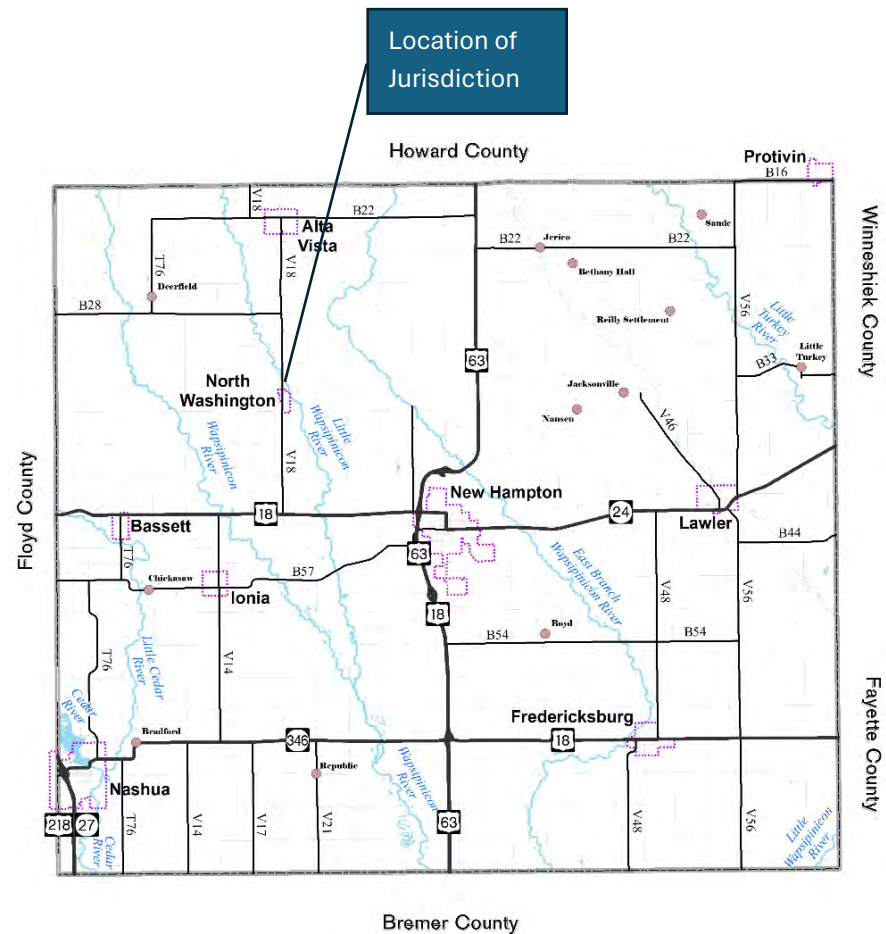 Location of
Jurisdiction
Howard County
Protivin
B16
V18
B22
Alta
Vista
Saude
Jerico
B22
B22
Bethany Hall
T76
V18
Deerfield
B28
V56
Little
Turkey
River
Reilly Settlement
Winneshiek County
63
Little
Turkey
B33
North
Washington
Jacksonville
Nansen
V46
Wapsipinicon
River
Little
Wapsipinicon
River
V18
Floyd County
New Hampton
18
24
Bassett
Lawler
T76
63
B44
East Branch
Wapsipinicon River
B57
Chickasaw
Ionia
V48
V56
18
Boyd
B54
B54
T76
Little Cedar
River
V14
Fayette County
Cedar
River
Fredericksburg
Bradford
346
18
Wapsipinicon
Republic
Nashua
218
27
Cedar
River
T76
V14
V17
V21
63
V48
V56
Little
Wapsipinicon
River
Bremer County